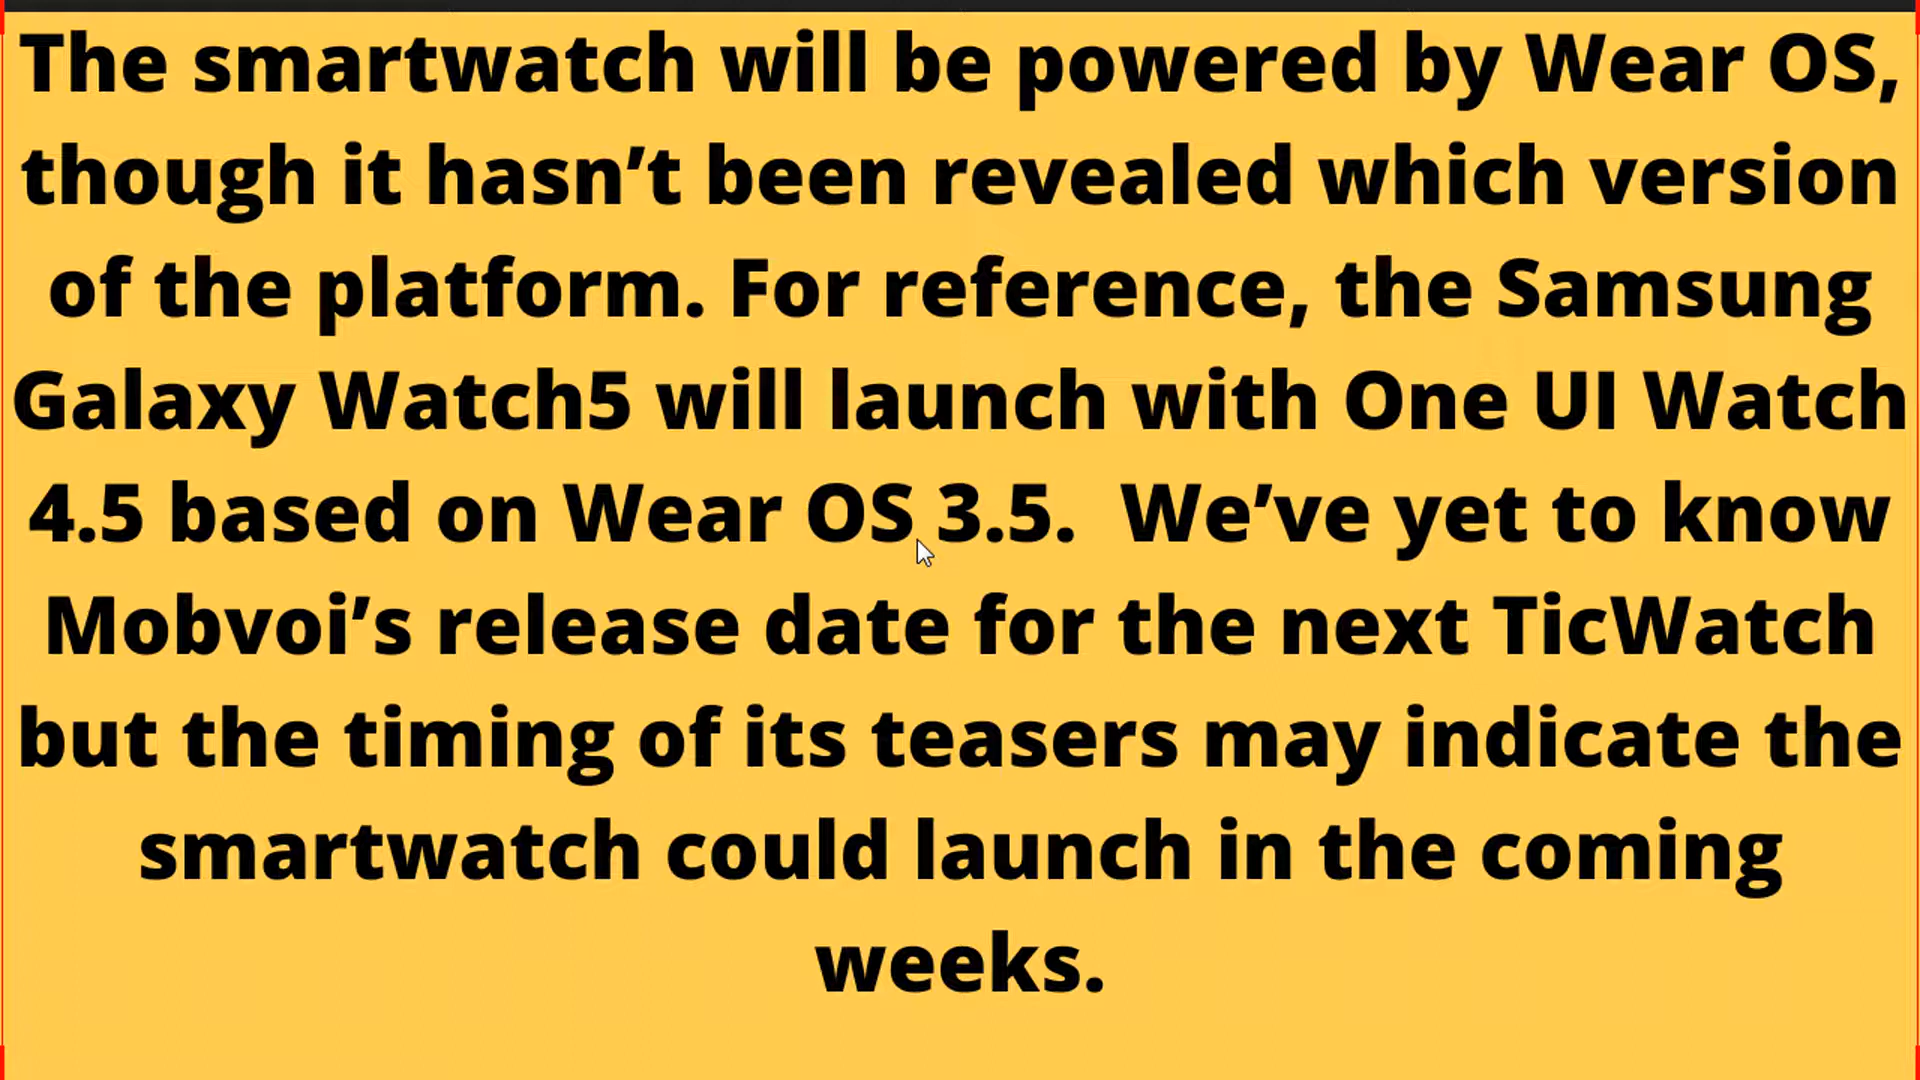 The smartwatch will be powered by Wear OS,
though it hasn’t been revealed which version
of the platform. For reference, the Samsung
Galaxy Watch5 will launch with One UI Watch
4.5 based on Wear OS 3.5.  We’ve yet to know
Mobvoi’s release date for the next TicWatch
but the timing of its teasers may indicate the
smartwatch could launch in the coming
weeks.